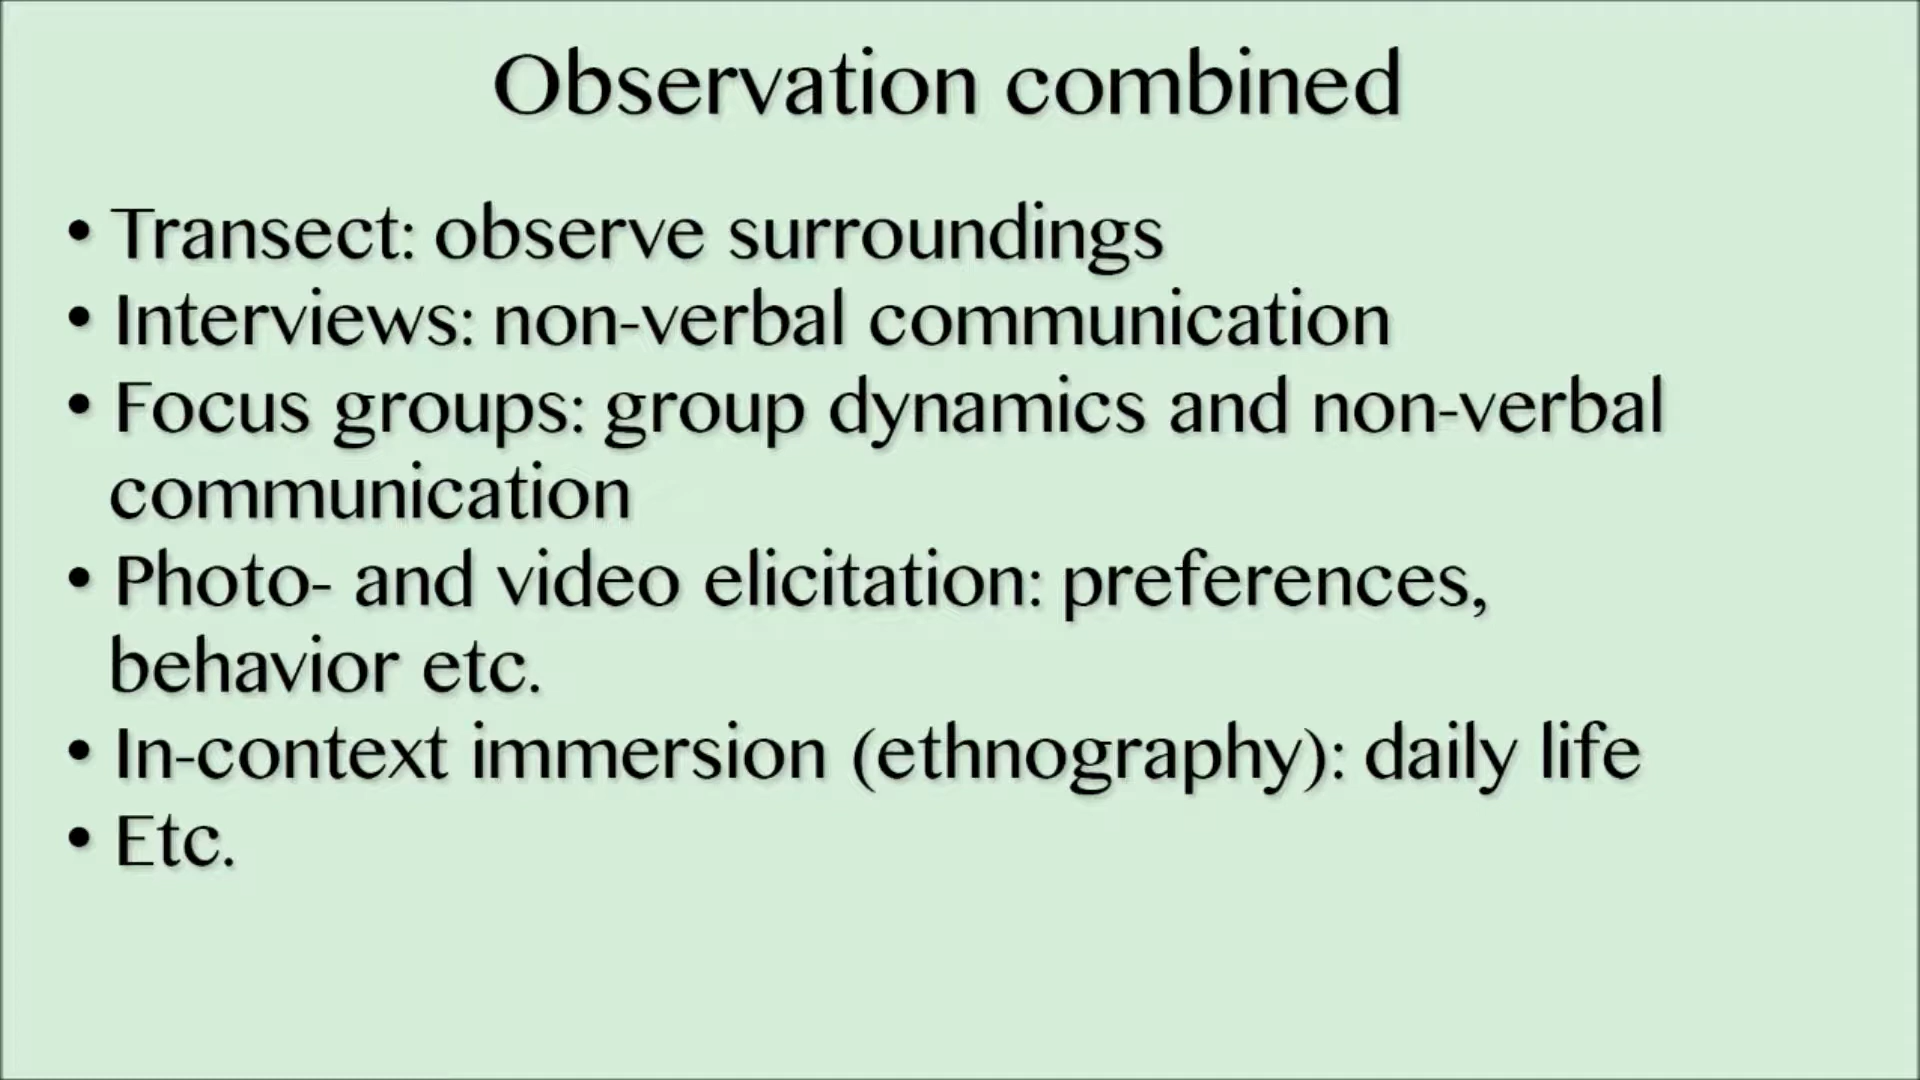 Observation combined
• Transect: observe surroundings
• Interviews: non-verbal communication
• Focus groups: group dynamics and non-verbal
communication
• Photo- and video elicitation: preferences,
behavior etc.
• In-context immersion (ethnography): daily life
• Etc.